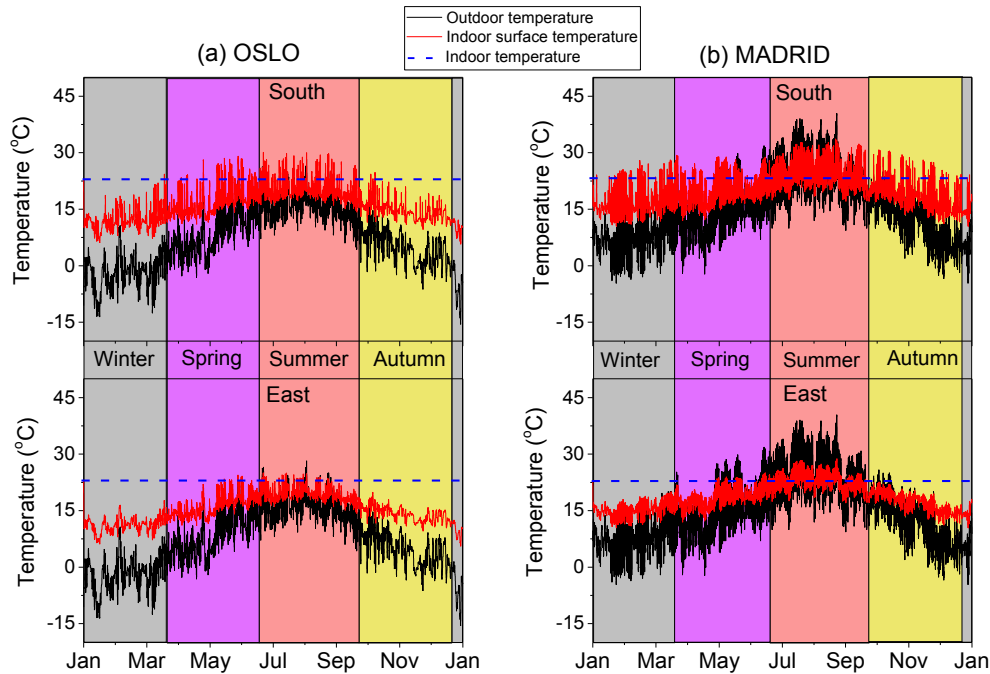 Outdoor temperature
Indoor surface temperature
Indoor temperature
(a) OSLO
(b) MADRID
South
45
30
15
0
-15
Temperature (°C)
South
45
30
15
0
-15
Temperature (°C)
Winter Spring Summer Autumn
Winter Spring Summer Autumn
East
45
30
15
0
-15
Temperature (°C)
Jan Mar May Jul Sep Nov Jan
East
45
30
15
0
-15
Temperature (°C)
Jan Mar May Jul Sep Nov Jan